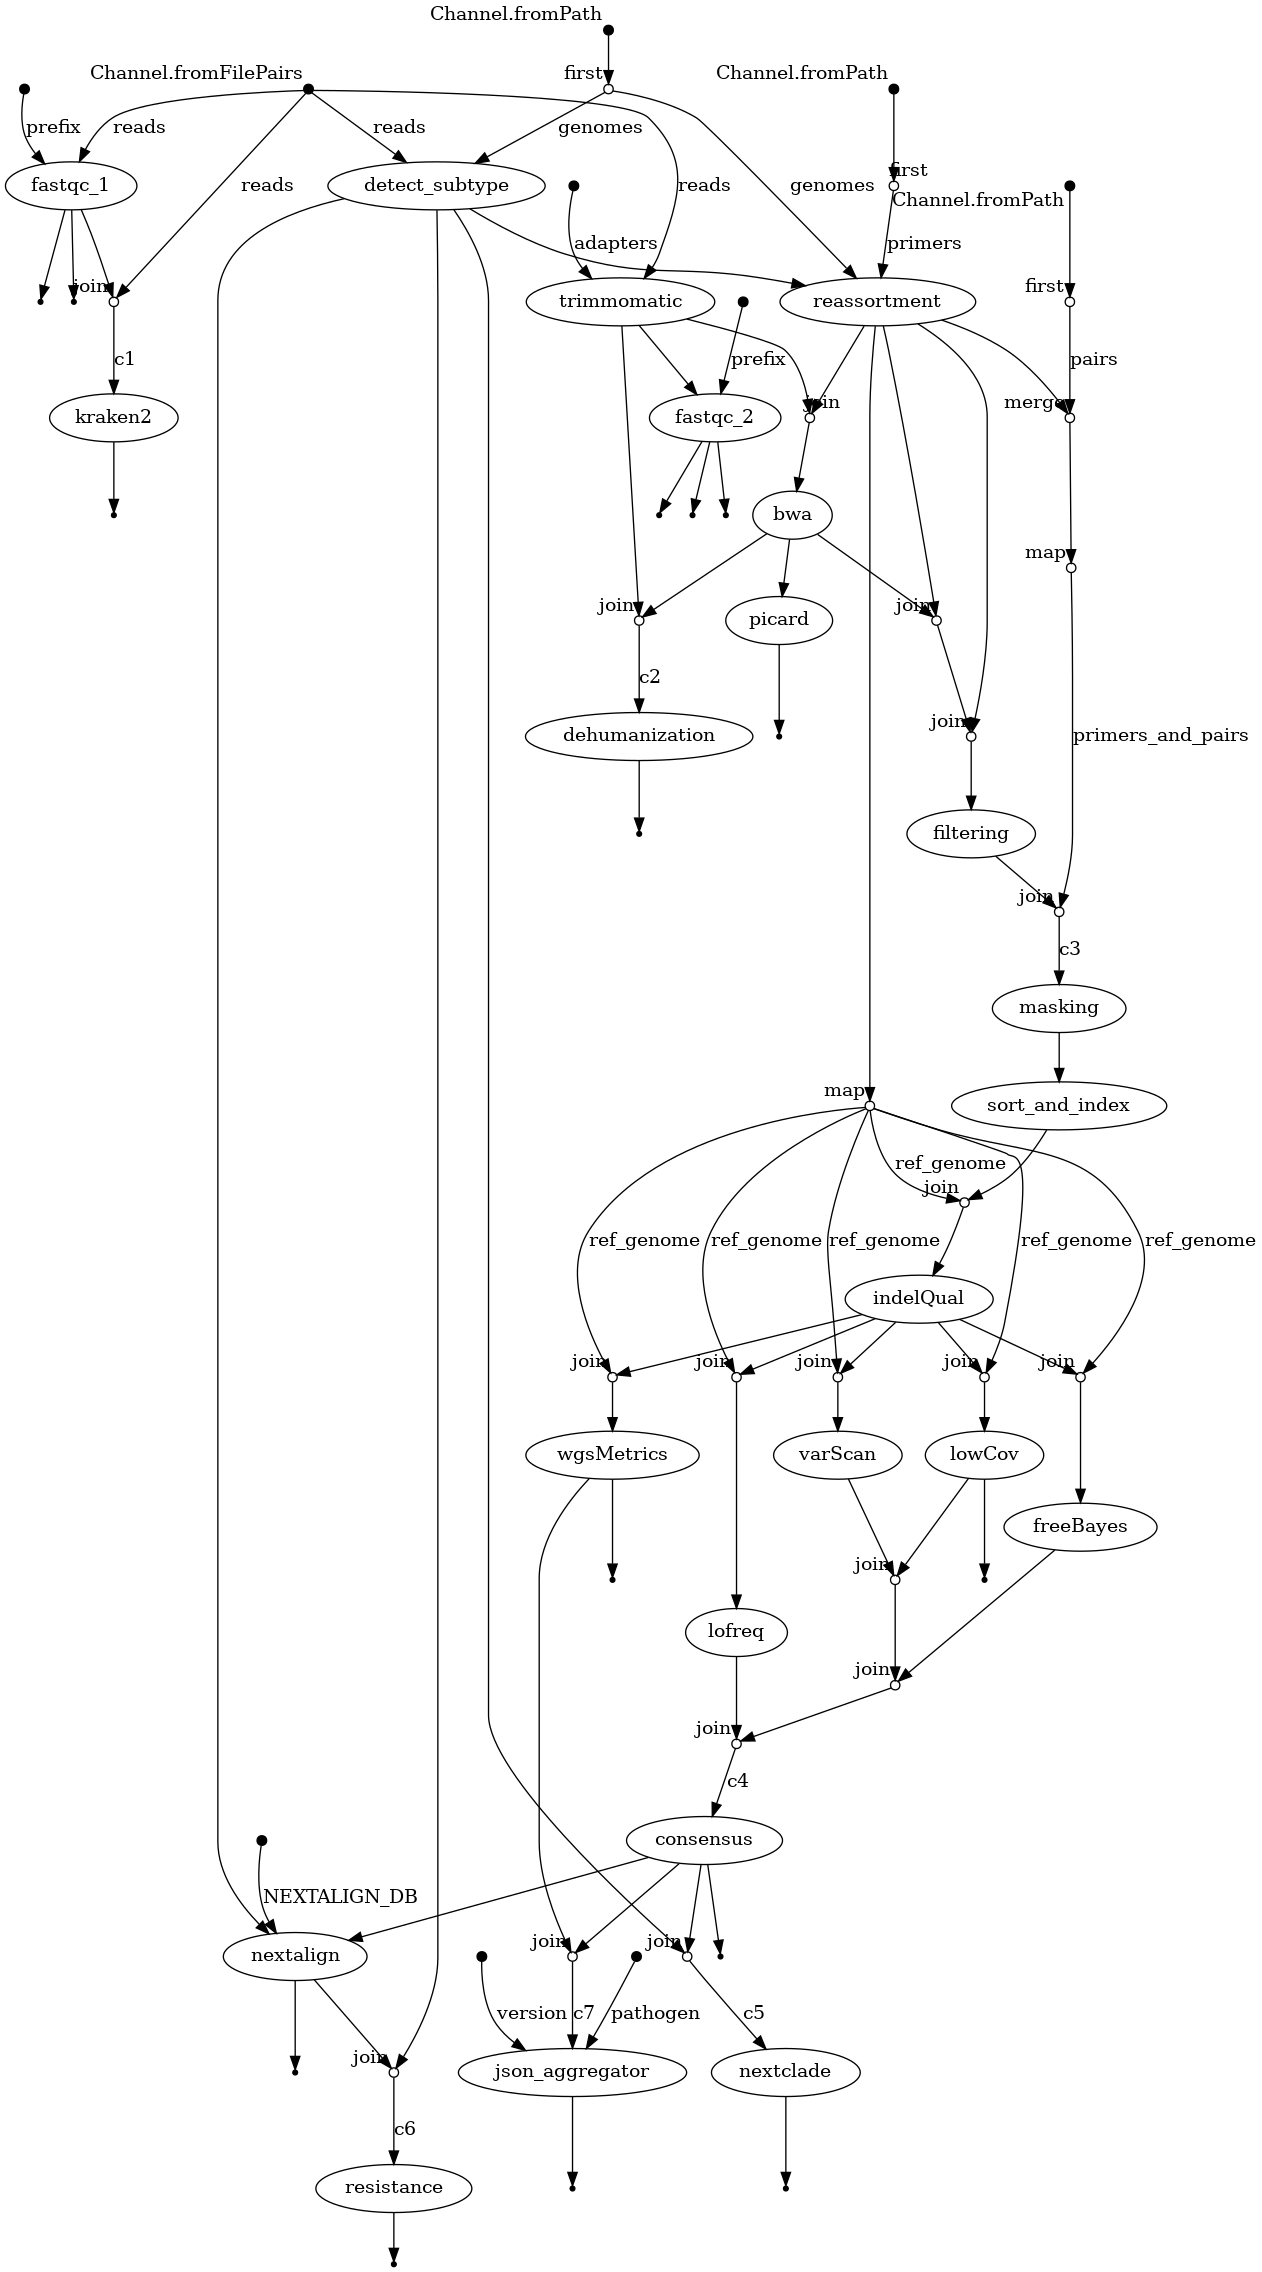 Channel.fromPath
Channel.fromFilePairs
first
Channel.fromPath
prefix
reads
reads
genomes
first
fastqc_1
reads
detect_subtype
reads
genomes
Channel.fromPath
adapters
primers
join
trimmomatic
reassortment
first
c1
prefix
pairs
kraken2
fastqc_2
join
merge
bwa
map
join
picard
join
c2
dehumanization
join
primers_and_pairs
filtering
join
c3
masking
map
sort_and_index
ref_genome
join
ref_genome
ref_genome
ref_genome
ref_genome
ref_genome
indelQual
join
join
join
join
join
wgsMetrics
varScan
lowCov
freeBayes
join
lofreq
join
join
c4
consensus
NEXTALIGN_DB
join
join
nextalign
version
c7
pathogen
c5
join
json_aggregator
nextclade
c6
resistance